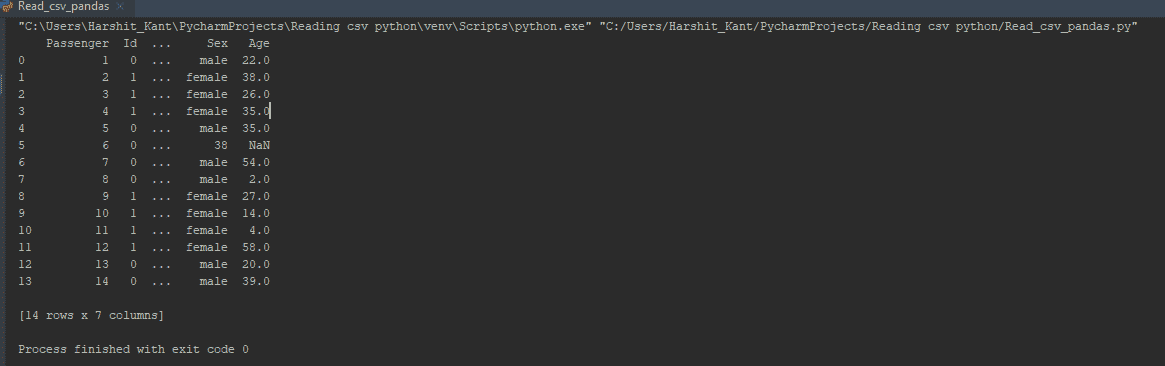 Read_csv_pandas
"C:\Users\Harshit_Kant\PycharmProjects\Reading csv python\venv\Scripts\python.exe" "C:/Users/Harshit_Kant/PycharmProjects/Reading csv python/Read_csv_pandas.py"
    Passenger  Id  ...     Sex   Age
0           1   0  ...    male  22.0
1           2   1  ...  female  38.0
2           3   1  ...  female  26.0
3           4   1  ...  female  35.0
4           5   0  ...    male  35.0
5           6   0  ...      38   NaN
6           7   0  ...    male  54.0
7           8   0  ...    male   2.0
8           9   1  ...  female  27.0
9          10   1  ...  female  14.0
10         11   1  ...  female   4.0
11         12   1  ...  female  58.0
12         13   0  ...    male  20.0
13         14   0  ...    male  39.0
[14 rows x 7 columns]
Process finished with exit code 0